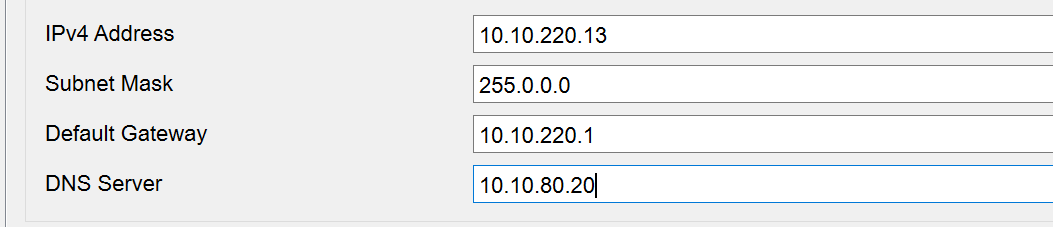 IPv4 Address 10.10.220.13
Subnet Mask 255.0.0.0
Default Gateway 10.10.220.1
DNS Server 10.10.80.20